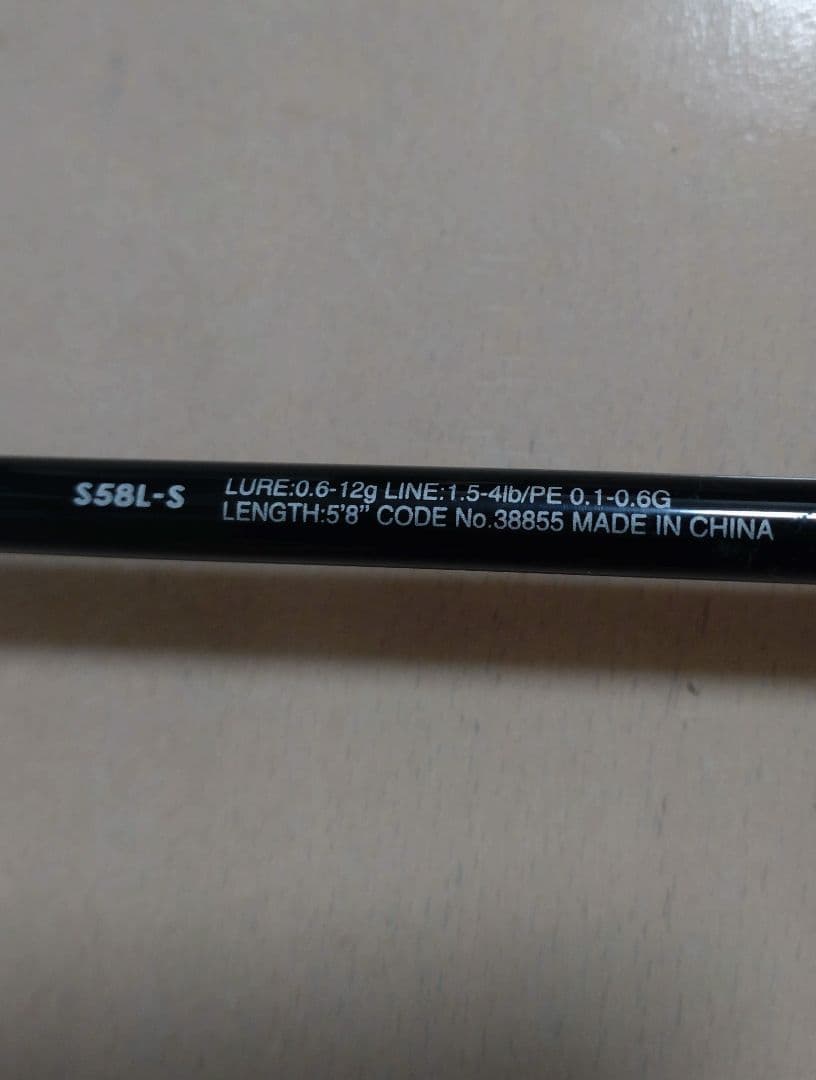 S58L-S
LURE:0.6-12g LINE:1.5-4lb/PE 0.1-0.6G
LENGTH:5'8" CODE No.38855 MADE IN CHINA